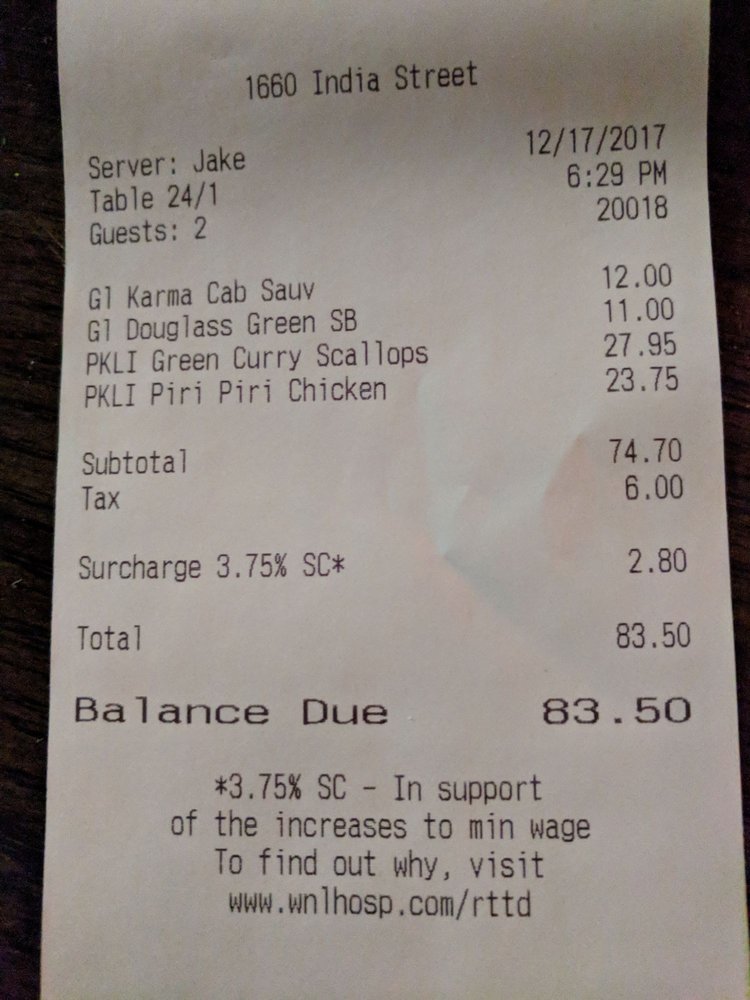 1660 India Street
Server: Jake 12/17/2017
Table 24/1 6:29 PM
Guests: 2 20018
Gl Karma Cab Sauv 12.00
Gl Douglass Green SB 11.00
PKLI Green Curry Scallops 27.95
PKLI Piri Piri Chicken 23.75
Subtotal 74.70
Tax 6.00
Surcharge 3.75% SC* 2.80
Total 83.50
Balance Due 83.50
*3.75% SC - In support
of the increases to min wage
To find out why, visit
www.wnlhosp.com/rttd